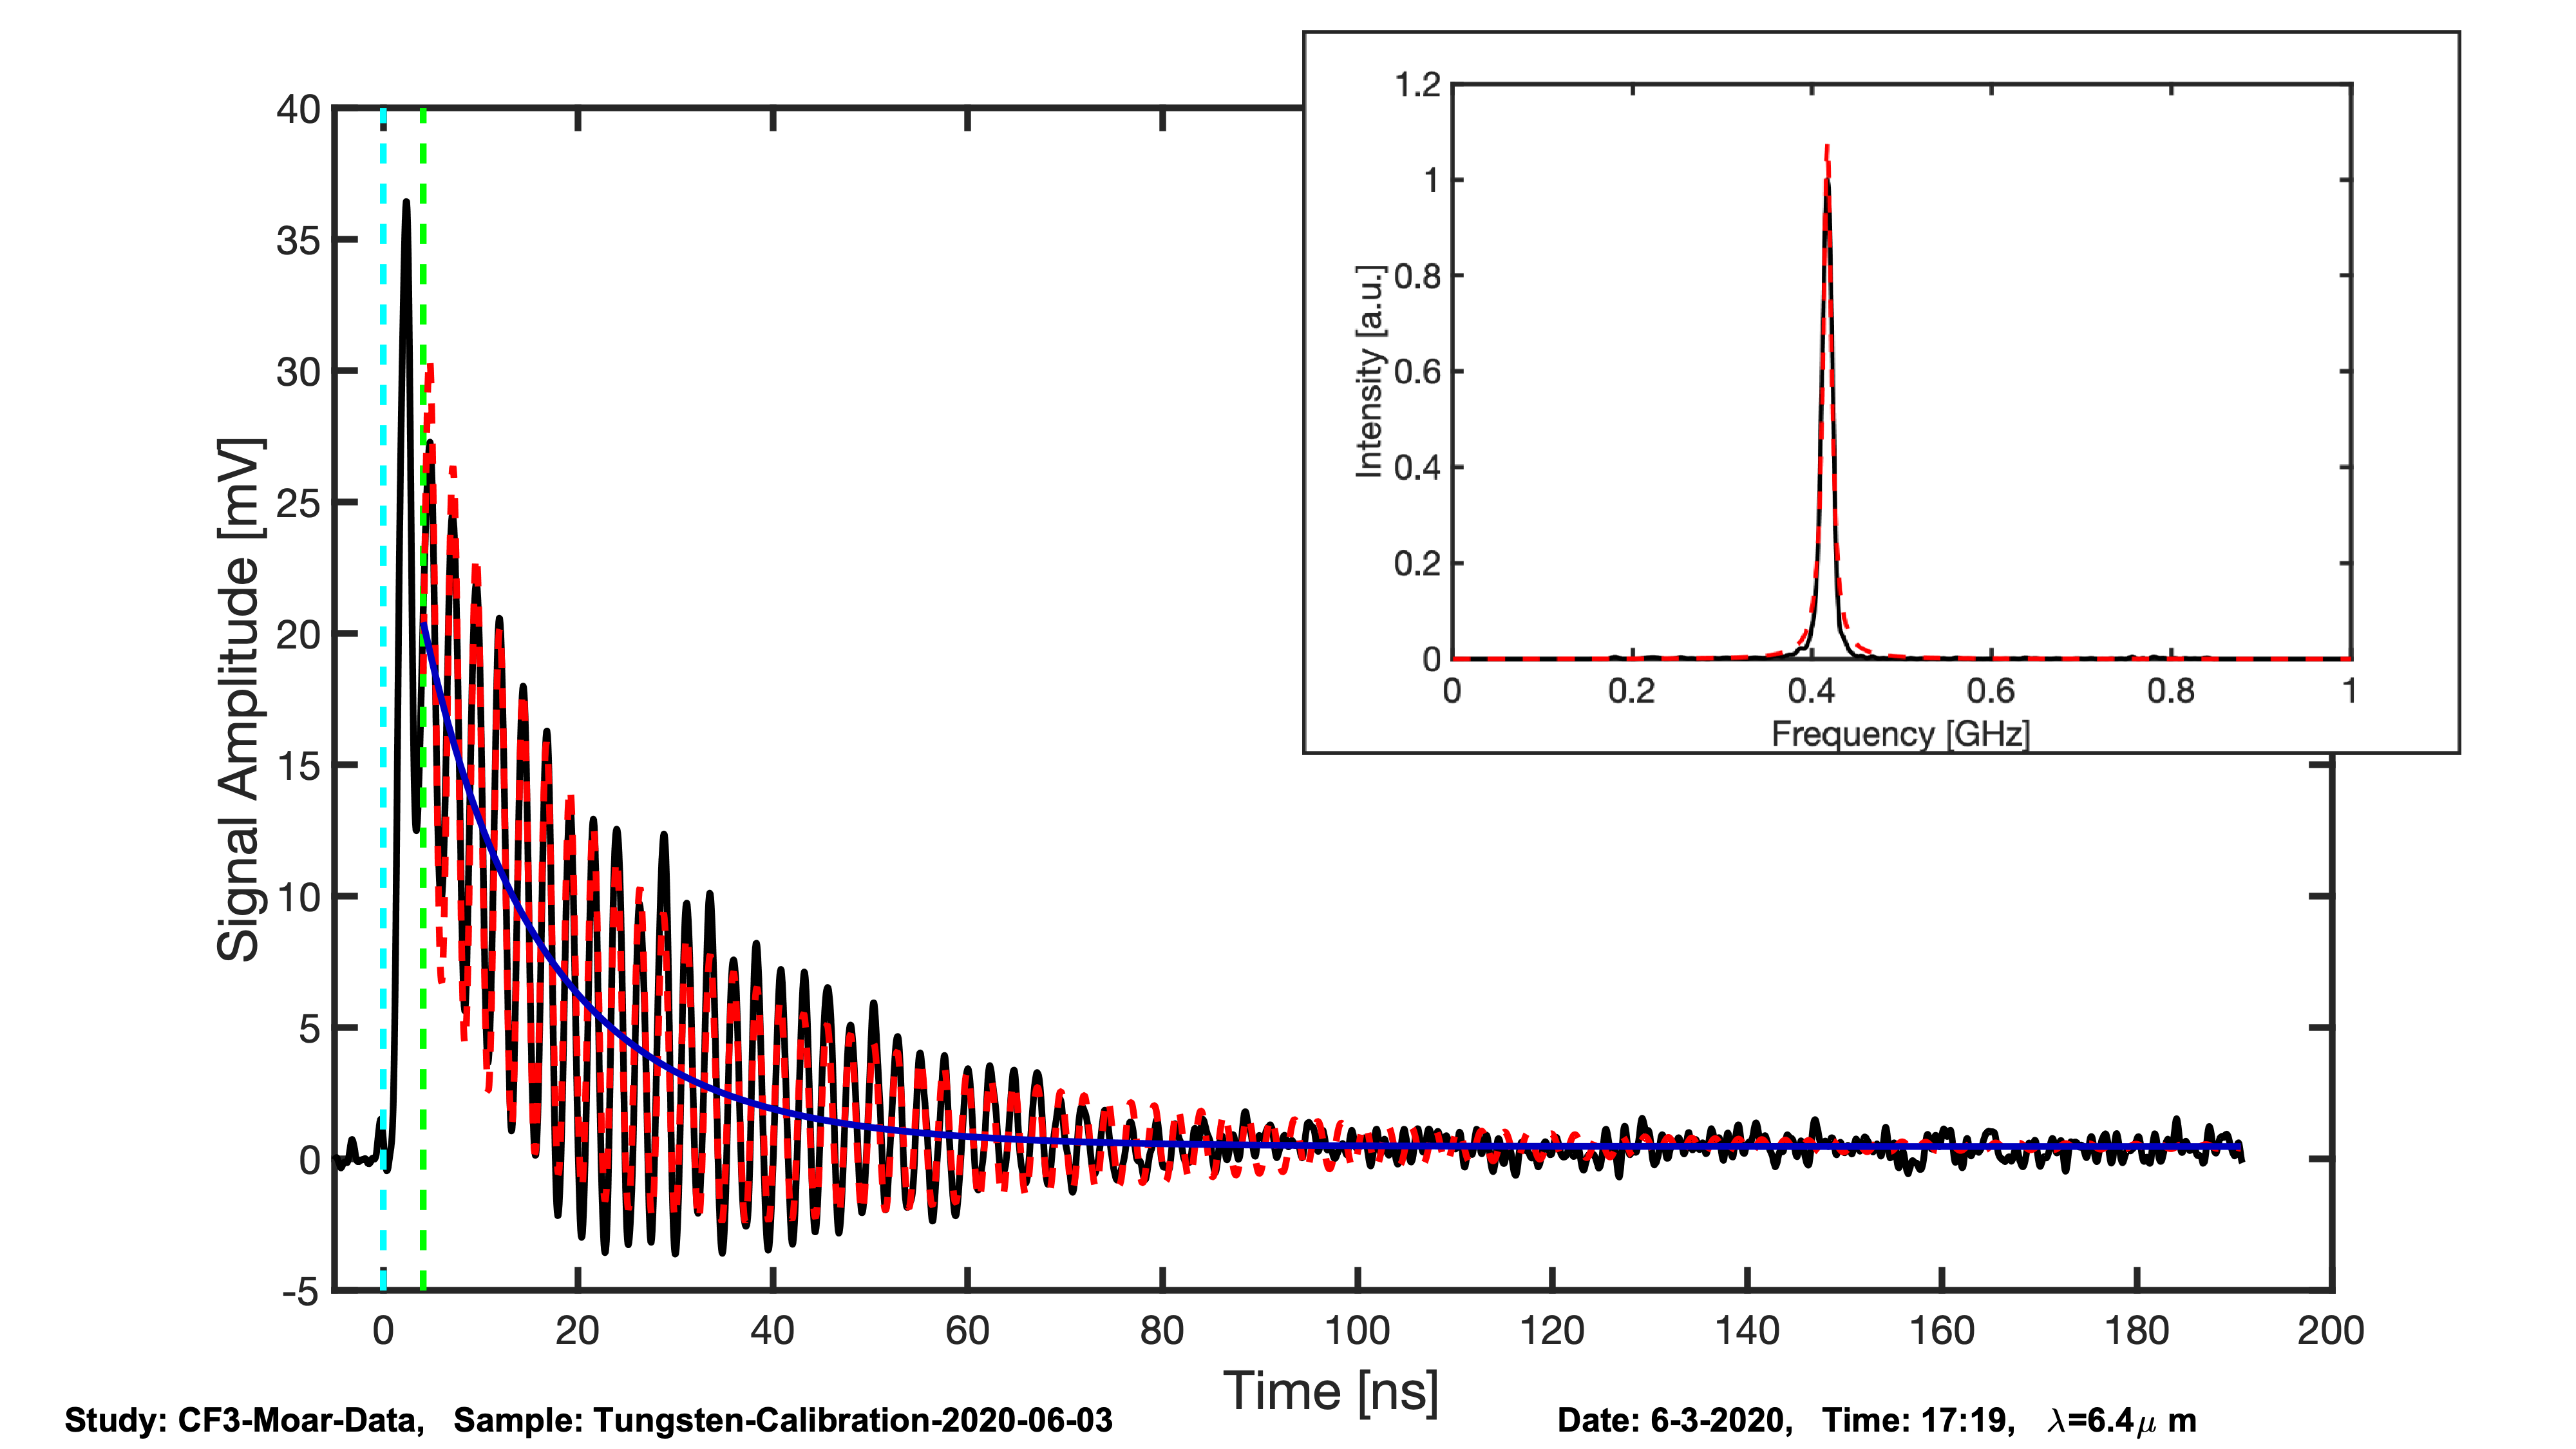 1.2
1
0.8
0.6
0.4
0.2
0
Intensity [a.u.]
0 0.2 0.4 0.6 0.8 1
Frequency [GHz]
40
35
30
25
20
15
10
5
0
-5
Signal Amplitude [mV]
0 20 40 60 80 100 120 140 160 180 200
Time [ns]
Study: CF3-Moar-Data, Sample: Tungsten-Calibration-2020-06-03 Date: 6-3-2020, Time: 17:19, λ=6.4μ m